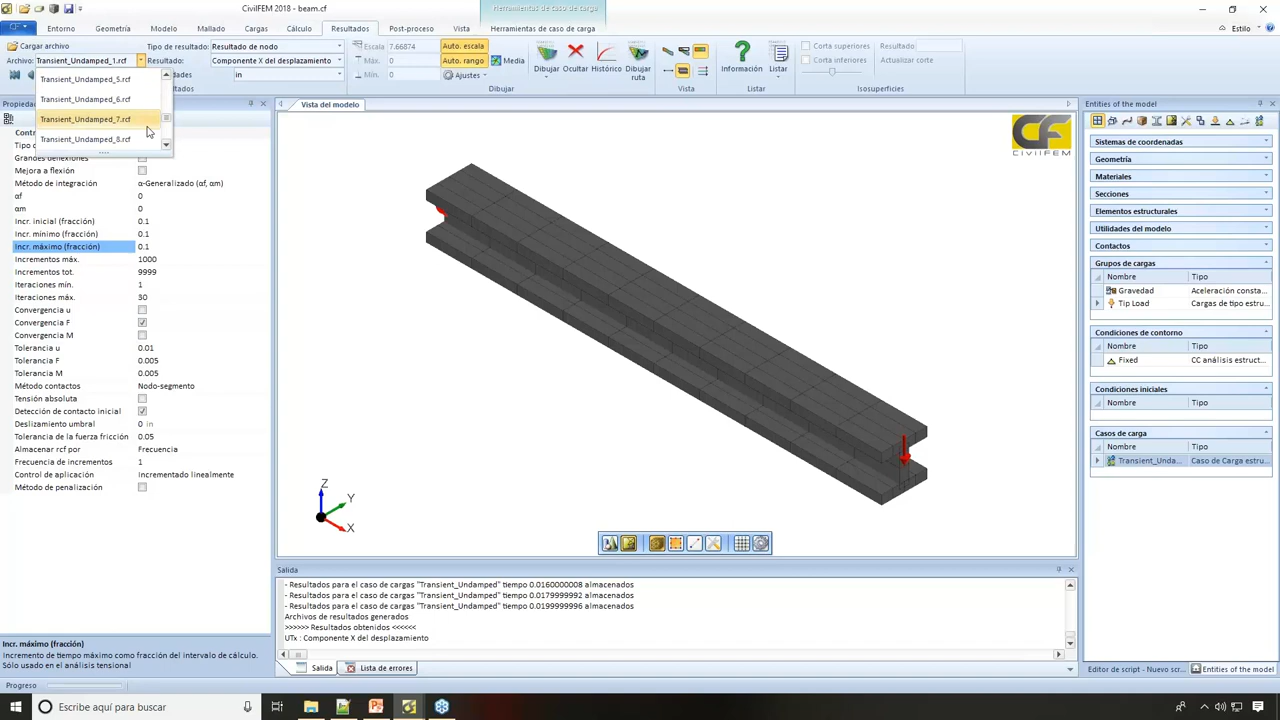 CivilFEM 2018 - beam.cf
Herramientas de caso de carga
CF
Entorno
Geometría
Modelo
Mallado
Cargas
Cálculo
Resultados
Post-proceso
Vista
Herramientas de caso de carga
Estilo
Cargar archivo
Tipo de resultado: Resultado de nodo
Escala 7.66874
Auto. escala
Corta superiores
Resultado
Archivo: Transient_Undamped_1.rcf
Resultado: Componente X del desplazamiento
Máx. 0
Auto. rango
Media
Dibujar
Ocultar
Histórico
Dibujar ruta
Información
Listar
Corta inferiores
Actualizar corte
in
Mín. 0
Ajustes
Dibujar
Vista
Listar
Isosuperficies
Transient_Undamped_5.rcf
Transient_Undamped_6.rcf
Transient_Undamped_7.rcf
Transient_Undamped_8.rcf
Grandes deflexiones
Mejora a flexión
Método de integración α-Generalizado (αf, αm)
αf 0
αm 0
Incr. inicial (fracción) 0.1
Incr. mínimo (fracción) 0.1
Incr. máximo (fracción) 0.1
Incrementos máx. 1000
Incrementos tot. 9999
Iteraciones mín. 1
Iteraciones máx. 30
Convergencia u
Convergencia F
Convergencia M
Tolerancia u 0.01
Tolerancia F 0.005
Tolerancia M 0.005
Método contactos Nodo-segmento
Tensión absoluta
Detección de contacto inicial
Deslizamiento umbral 0 in
Tolerancia de la fuerza fricción 0.05
Almacenar rcf por Frecuencia
Frecuencia de incrementos 1
Control de aplicación Incrementado linealmente
Método de penalización
Incr. máximo (fracción)
Incremento de tiempo máximo como fracción del intervalo de cálculo.
Sólo usado en el análisis tensional
Progreso
Vista del modelo
CF
CIVILFEM
Z
Y
X
Salida
- Resultados para el caso de cargas "Transient_Undamped" tiempo 0.0160000008 almacenados
- Resultados para el caso de cargas "Transient_Undamped" tiempo 0.0179999992 almacenados
- Resultados para el caso de cargas "Transient_Undamped" tiempo 0.0199999996 almacenados
Archivos de resultados generados
>>>>>> Resultados obtenidos <<<<<<
UTx : Componente X del desplazamiento
Salida
Lista de errores
Entities of the model
Sistemas de coordenadas
Geometría
Materiales
Secciones
Elementos estructurales
Utilidades del modelo
Contactos
Grupos de cargas
Nombre Tipo
Gravedad Aceleración consta...
Tip Load Cargas de tipo estru...
Condiciones de contorno
Nombre Tipo
Fixed CC análisis estruct...
Condiciones iniciales
Nombre Tipo
Casos de carga
Nombre Tipo
Transient_Unda... Caso de Carga estru...
Editor de script - Nuevo scr...
Entities of the model
Escribe aquí para buscar